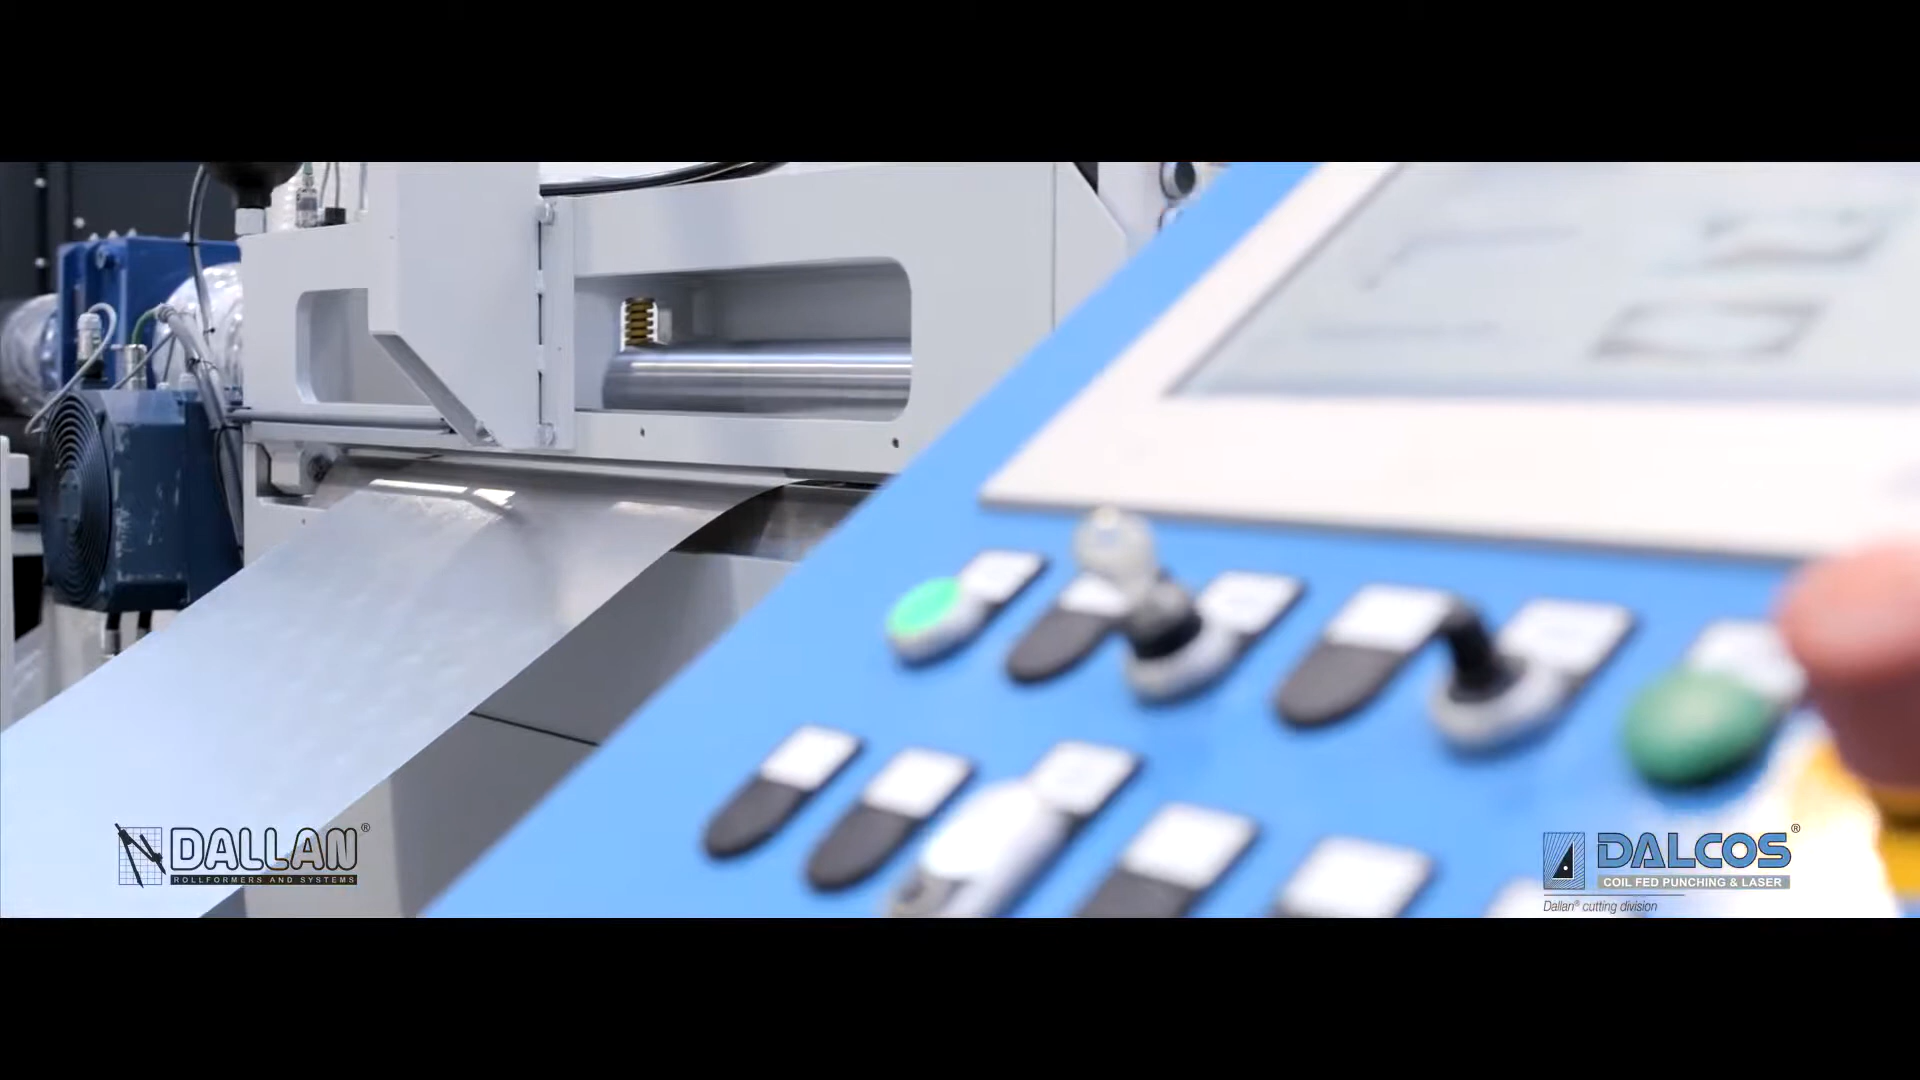 DALLAN®
ROLLFORMERS AND SYSTEMS
DALCOS®
COIL FED PUNCHING & LASER
Dallan® cutting division